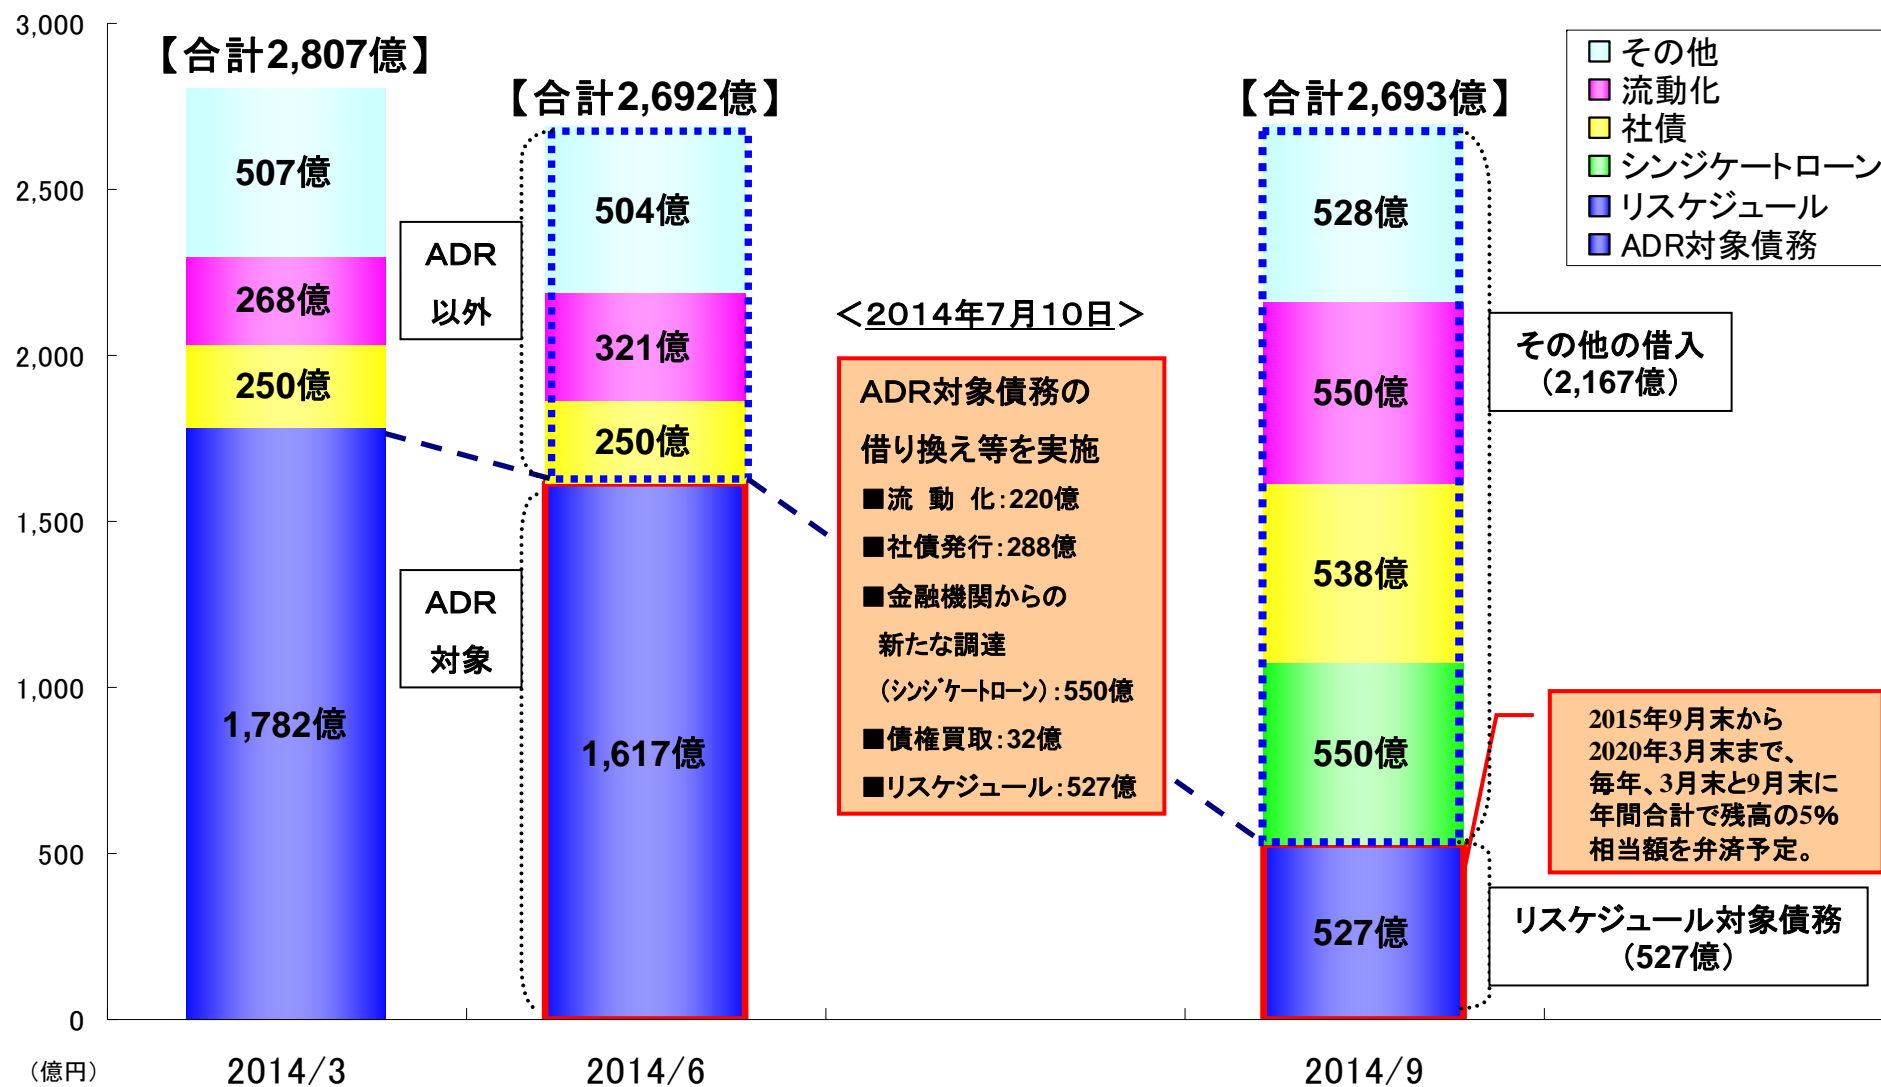 3,000
2,500
2,000
1,500
1,000
500
0
（億円）
【合計2,807億】
507億
268億
250億
1,782億
2014/3
【合計2,692億】
504億
321億
250億
1,617億
2014/6
ADR
以外
ADR
対象
＜2014年7月10日＞
ADR対象債務の
借り換え等を実施
■流 動 化：220億
■社債発行：288億
■金融機関からの
新たな調達
（ｼﾝｼﾞｹｰﾄﾛｰﾝ）：550億
■債権買取：32億
■リスケジュール：527億
【合計2,693億】
528億
550億
538億
550億
527億
2014/9
その他
流動化
社債
シンジケートローン
リスケジュール
ADR対象債務
その他の借入
（2,167億）
2015年9月末から
2020年3月末まで、
毎年、3月末と9月末に
年間合計で残高の5%
相当額を弁済予定。
リスケジュール対象債務
（527億）